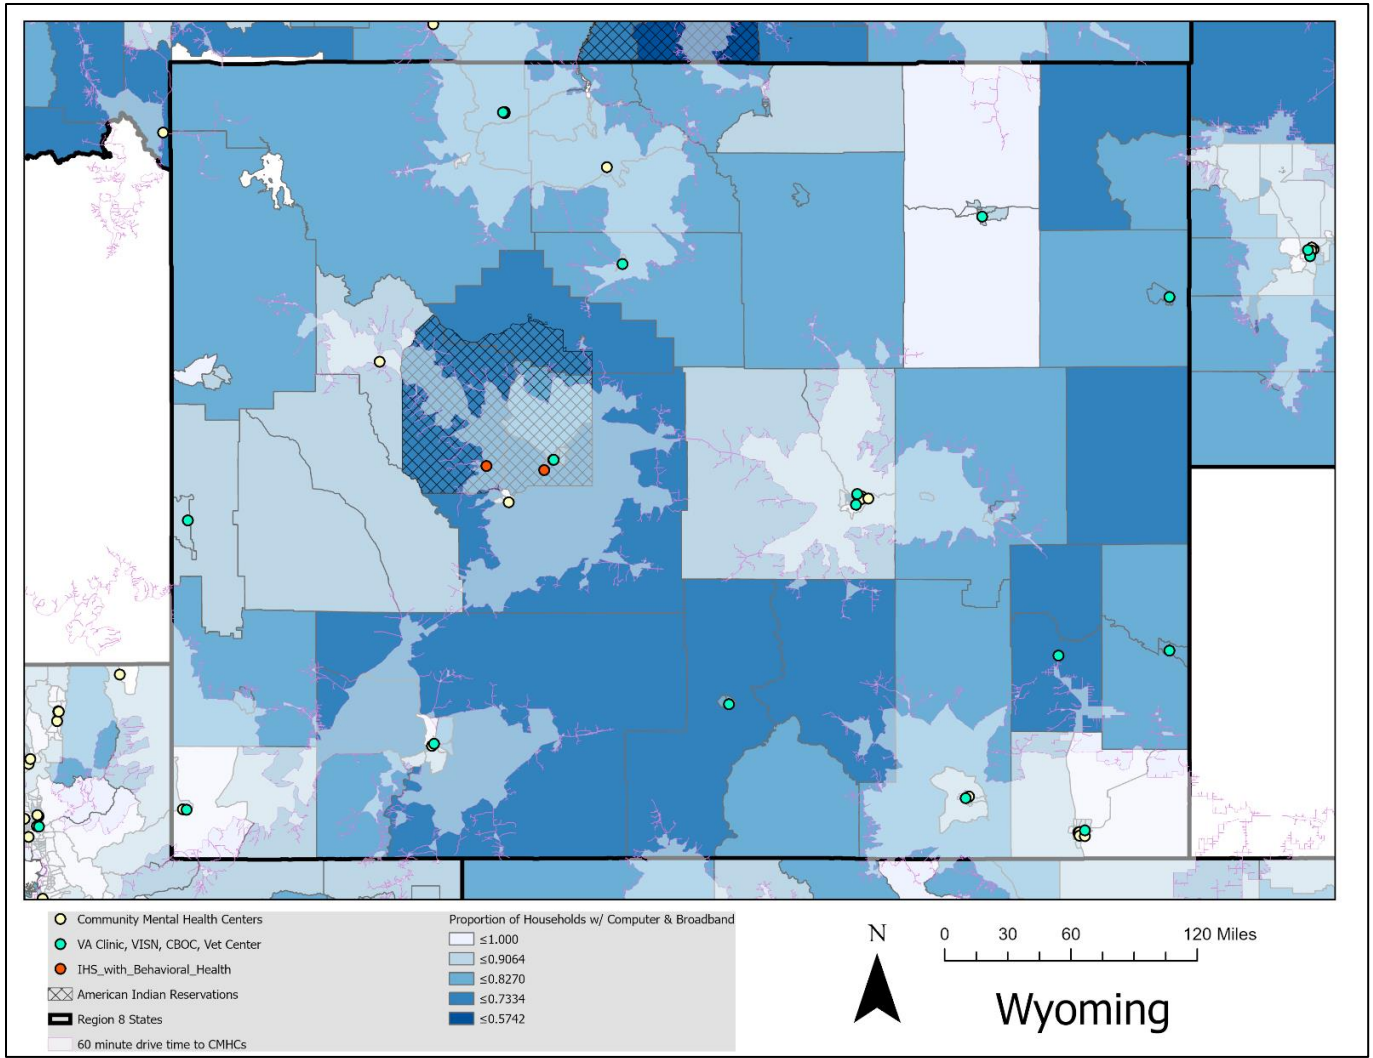 Community Mental Health Centers
VA Clinic, VISN, CBOC, Vet Center
IHS_with_Behavioral_Health
American Indian Reservations
Region 8 States
60 minute drive time to CMHCs
Proportion of Households w/ Computer & Broadband
≤1.000
≤0.9064
≤0.8270
≤0.7334
≤0.5742
N
0 30 60 120 Miles
Wyoming